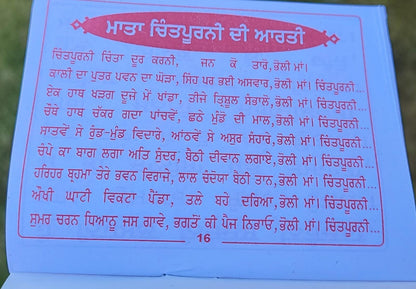 ਮਾਤਾ ਚਿੰਤਪੂਰਨੀ ਦੀ ਆਰਤੀ
ਚਿੰਤਪੂਰਨੀ ਚਿੰਤਾ ਦੂਰ ਕਰਨੀ, ਜਨ ਕੋ ਤਾਰੋ, ਭੋਲੀ ਮਾਂ।
ਕਾਲੀ ਦਾ ਪੁਤਰ ਪਵਨ ਦਾ ਘੋੜਾ, ਸਿੰਹ ਪਰ ਭਈ ਅਸਵਾਰ, ਭੋਲੀ ਮਾਂ। ਚਿੰਤਪੂਰਨੀ...
ਏਕ ਹਾਥ ਖੜਗ ਦੂਜੇ ਮੇਂ ਖਾਂਡਾ, ਤੀਜੇ ਤ੍ਰਿਸ਼ੂਲ ਸੰਭਾਲੋ, ਭੋਲੀ ਮਾਂ। ਚਿੰਤਪੂਰਨੀ...
ਚੌਥੇ ਹਾਥ ਚੱਕਰ ਗਦਾ ਪਾਂਚਵੇਂ, ਛਠੇ ਮੁੰਡੋਂ ਦੀ ਮਾਲ, ਭੋਲੀ ਮਾਂ। ਚਿੰਤਪੂਰਨੀ...
ਸਾਤਵੇਂ ਸੇ ਰੁੰਡ-ਮੁੰਡ ਵਿਦਾਰੇ, ਆਂਠਵੇਂ ਸੇ ਅਸੁਰ ਸੰਹਾਰੇ, ਭੋਲੀ ਮਾਂ। ਚਿੰਤਪੂਰਨੀ...
ਚੰਪੇ ਕਾ ਬਾਗ ਲਗਾ ਅਤਿ ਸੁੰਦਰ, ਬੈਠੀ ਦੀਵਾਨ ਲਗਾਏ, ਭੋਲੀ ਮਾਂ। ਚਿੰਤਪੂਰਨੀ...
ਹਰਿਹਰ ਬ੍ਰਹਮਾ ਤੇਰੇ ਭਵਨ ਵਿਰਾਜੇ, ਲਾਲ ਚੰਦੋਯਾ ਬੈਠੀ ਤਾਨ, ਭੋਲੀ ਮਾਂ। ਚਿੰਤਪੂਰਨੀ...
ਔਖੀ ਘਾਟੀ ਵਿਕਟਾ ਪੈਂਡਾ, ਤਲੇ ਬਹੇ ਦਰਿਆ, ਭੋਲੀ ਮਾਂ। ਚਿੰਤਪੂਰਨੀ...
ਸੁਮਰ ਚਰਨ ਧਿਆਨੂ ਜਸ ਗਾਵੇ, ਭਗਤੋਂ ਕੀ ਪੈਜ ਨਿਭਾਓ, ਭੋਲੀ ਮਾਂ। ਚਿੰਤਪੂਰਨੀ...
16